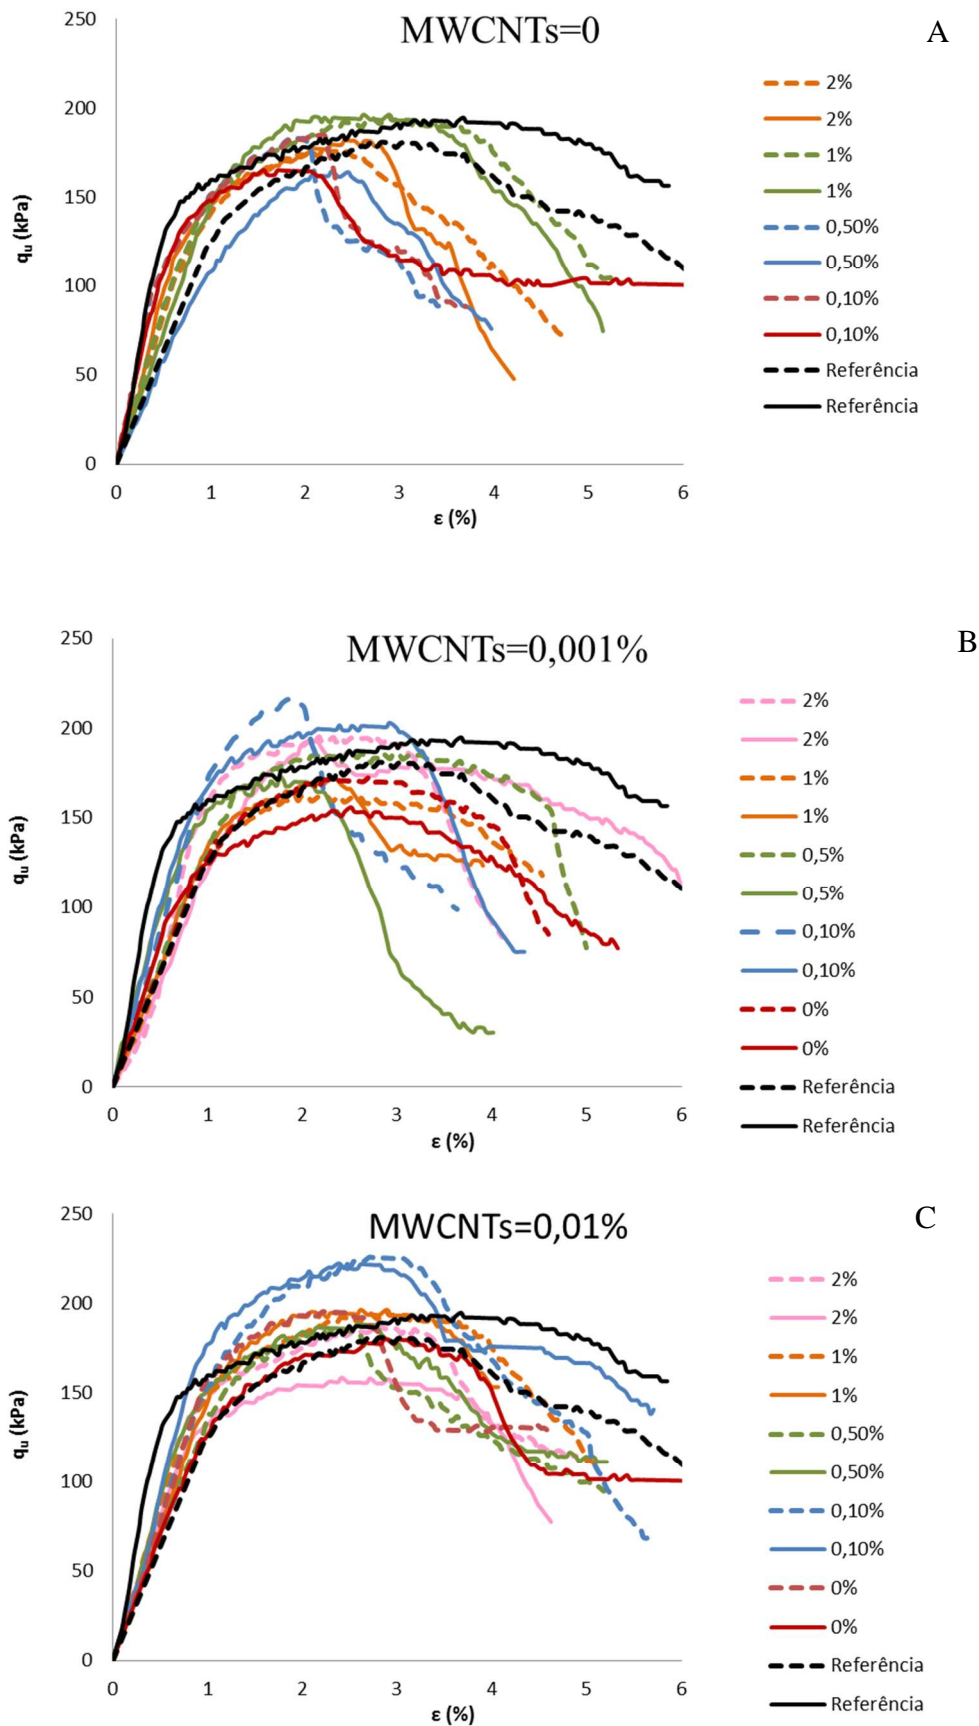 MWCNTs=0
A
250
200
150
100
50
0
qu (kPa)
0 1 2 3 4 5 6
ε (%)
2%
2%
1%
1%
0,50%
0,50%
0,10%
0,10%
Referência
Referência
MWCNTs=0,001%
B
250
200
150
100
50
0
qu (kPa)
0 1 2 3 4 5 6
ε (%)
2%
2%
1%
1%
0,5%
0,5%
0,10%
0,10%
0%
0%
Referência
Referência
MWCNTs=0,01%
C
250
200
150
100
50
0
qu (kPa)
0 1 2 3 4 5 6
ε (%)
2%
2%
1%
1%
0,50%
0,50%
0,10%
0,10%
0%
0%
Referência
Referência